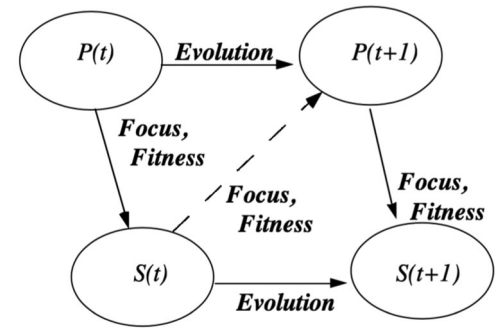 P(t)
Evolution
P(t+1)
Focus,
Fitness
Focus,
Fitness
Focus,
Fitness
S(t)
Evolution
S(t+1)